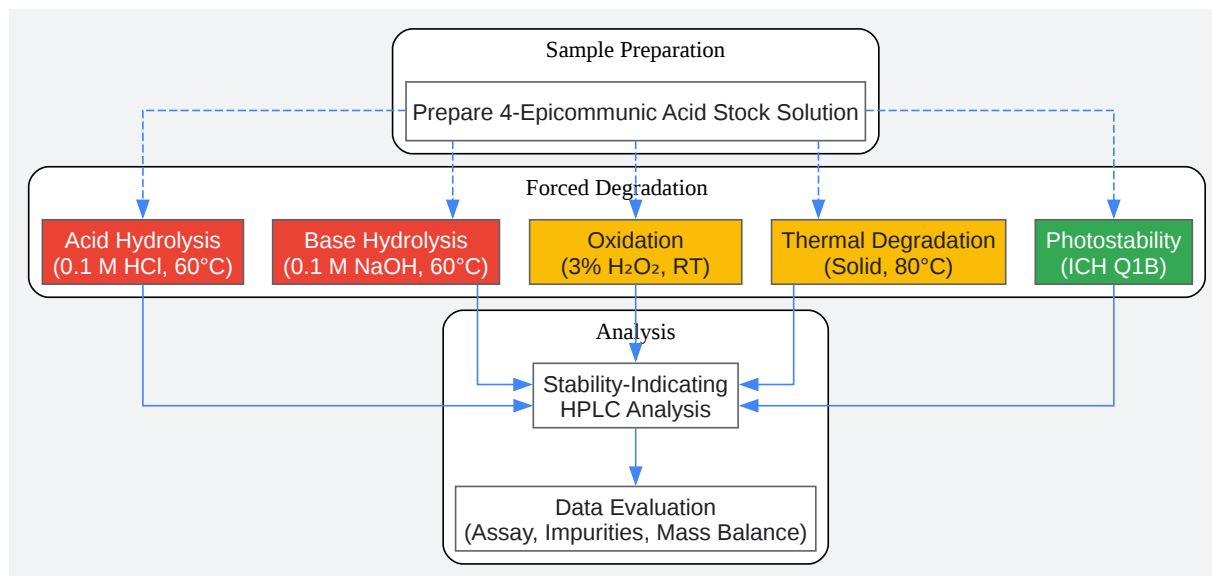 Sample Preparation
Prepare 4-Epicommunic Acid Stock Solution
Forced Degradation
Acid Hydrolysis
(0.1 M HCl, 60°C)
Base Hydrolysis
(0.1 M NaOH, 60°C)
Oxidation
(3% H₂O₂, RT)
Thermal Degradation
(Solid, 80°C)
Photostability
(ICH Q1B)
Analysis
Stability-Indicating
HPLC Analysis
Data Evaluation
(Assay, Impurities, Mass Balance)